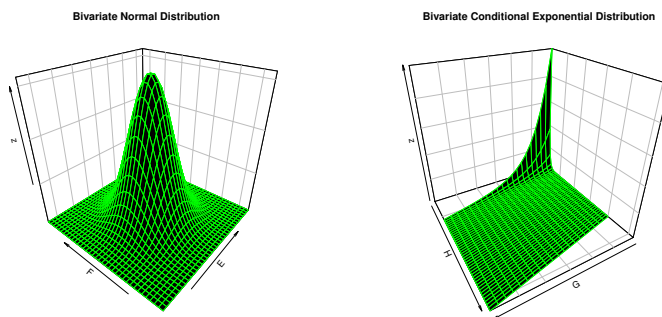 Bivariate Normal Distribution
Bivariate Conditional Exponential Distribution
z
F
E
z
H
G